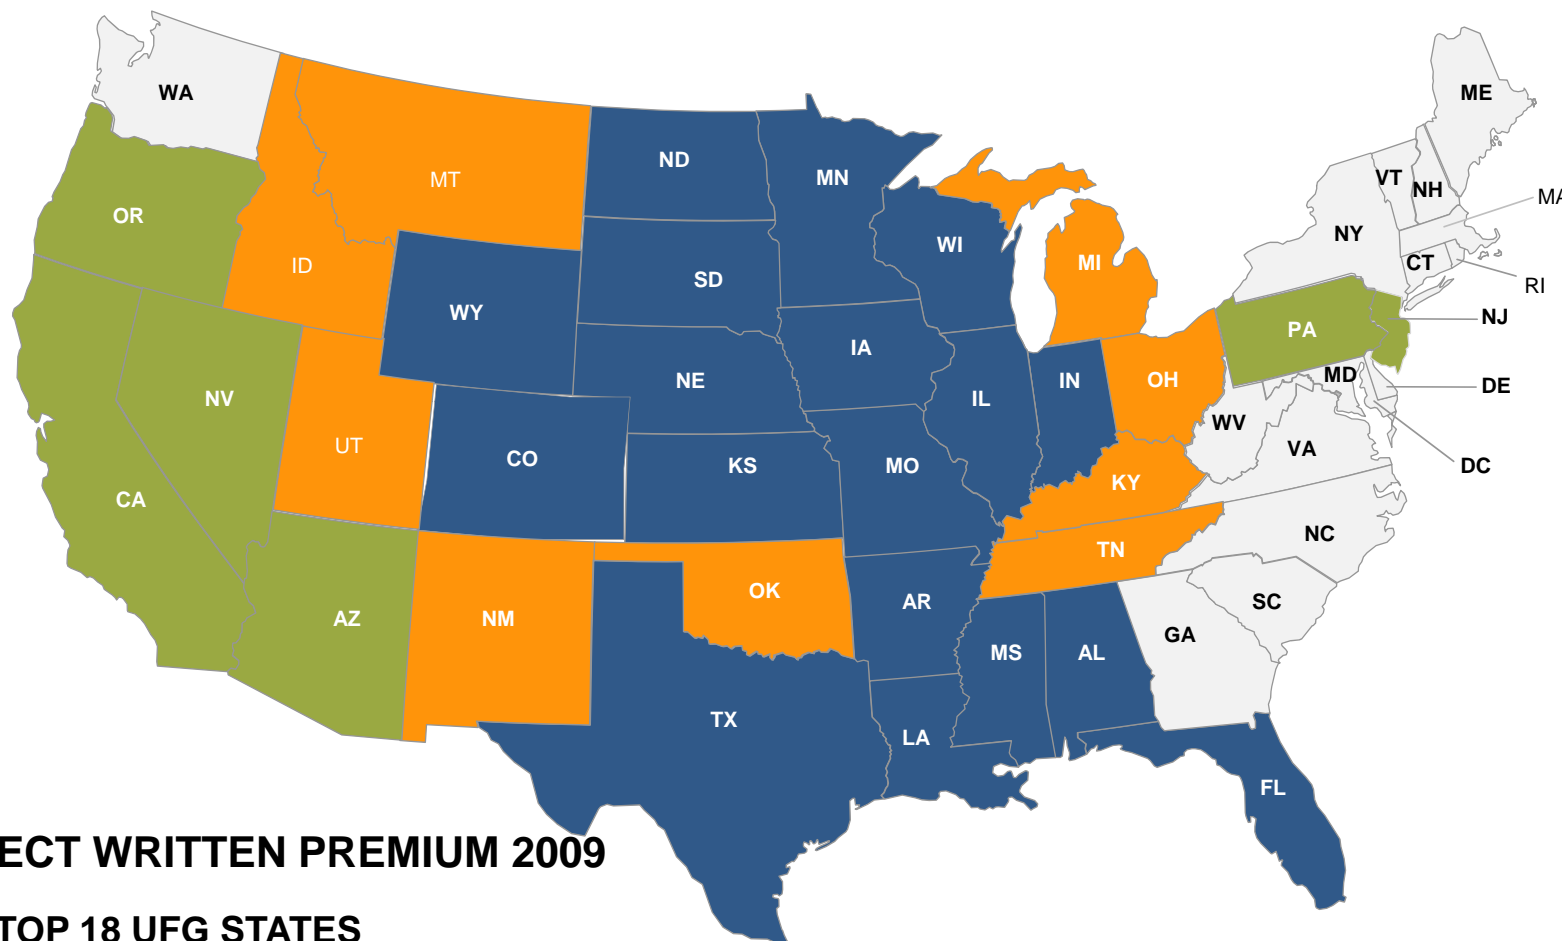 WA
ME
ND
MN
VT
NH
MT
MA
OR
NY
WI
ID
MI
CT
SD
RI
WY
NJ
PA
IA
NE
IN
OH
MD
DE
NV
IL
WV
UT
CO
KS
MO
VA
DC
CA
KY
NC
TN
OK
AR
SC
AZ
NM
GA
MS
AL
TX
LA
FL
ECT WRITTEN PREMIUM 2009
TOP 18 UFG STATES